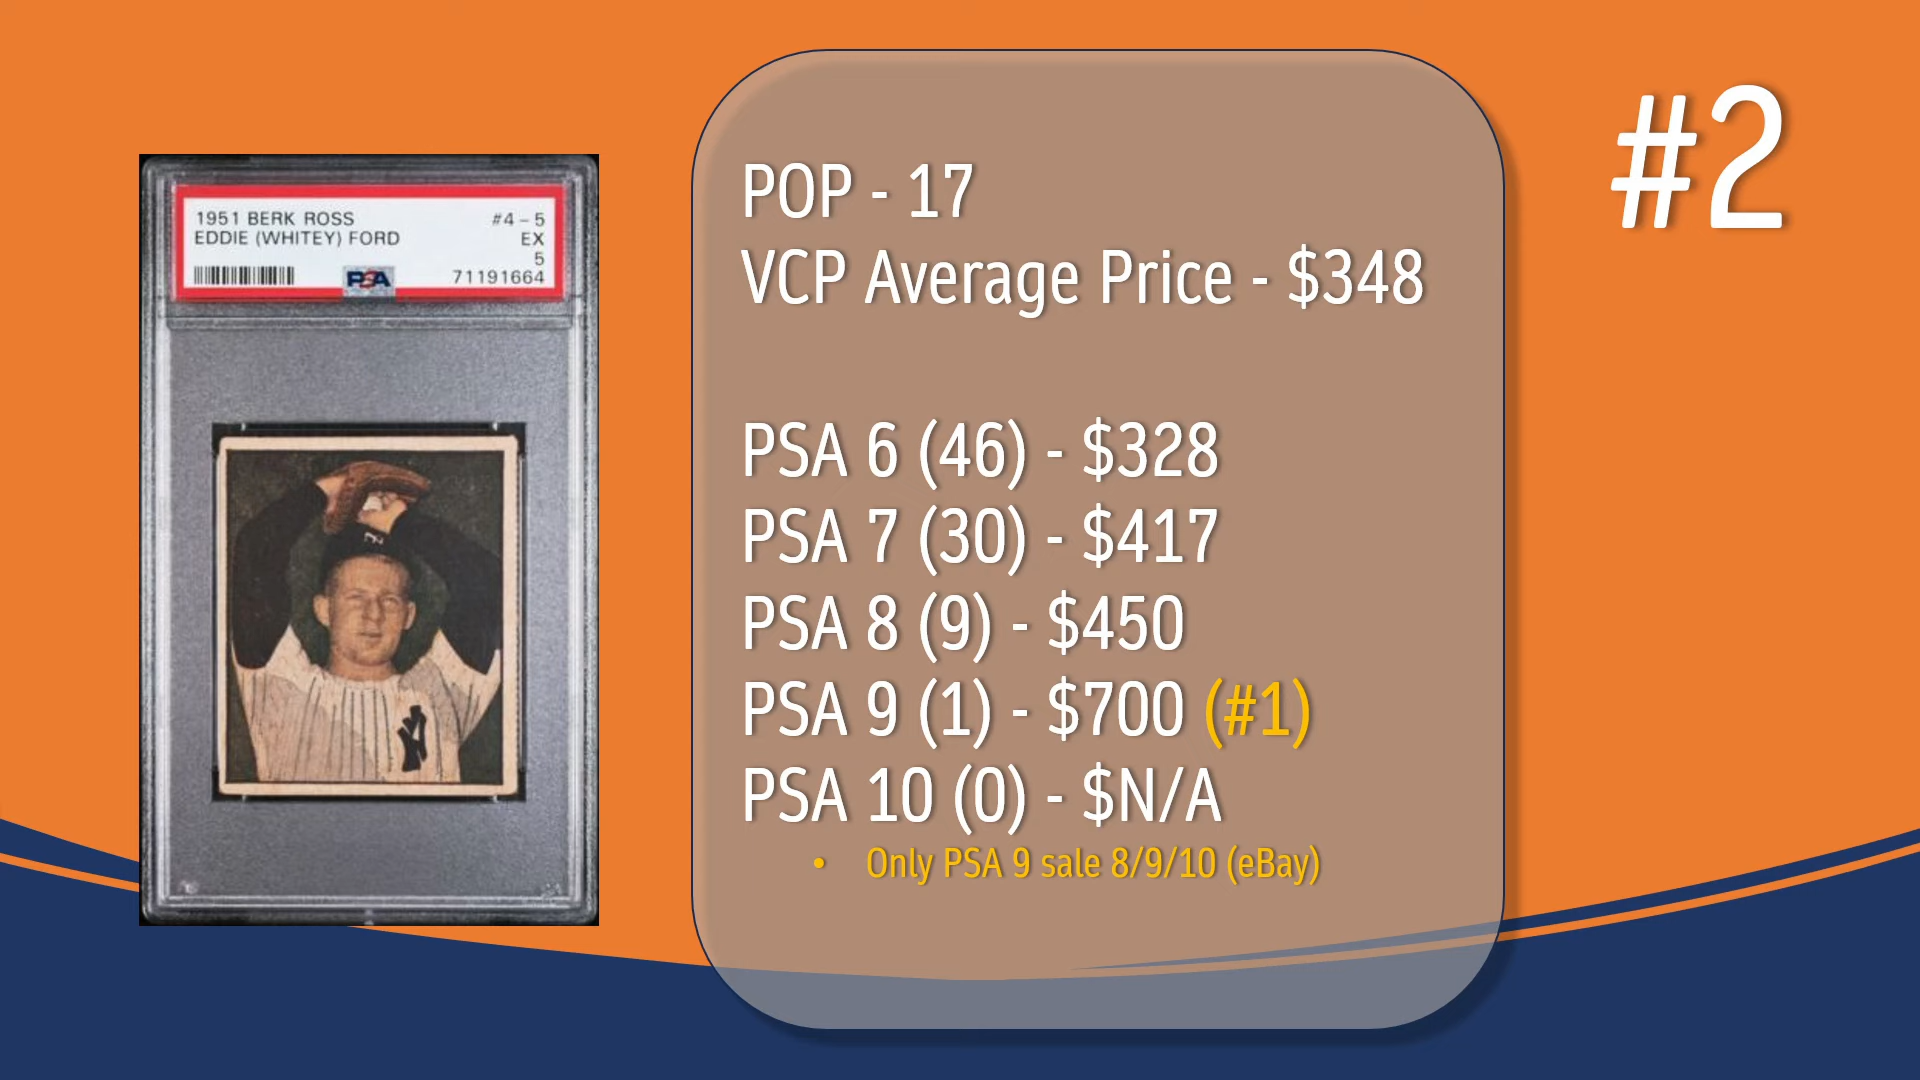 1951 BERK ROSS #4-5
EDDIE (WHITEY) FORD EX
5
PSA 71191664
POP - 17
VCP Average Price - $348
PSA 6 (46) - $328
PSA 7 (30) - $417
PSA 8 (9) - $450
PSA 9 (1) - $700 (#1)
PSA 10 (0) - $N/A
• Only PSA 9 sale 8/9/10 (eBay)
#2